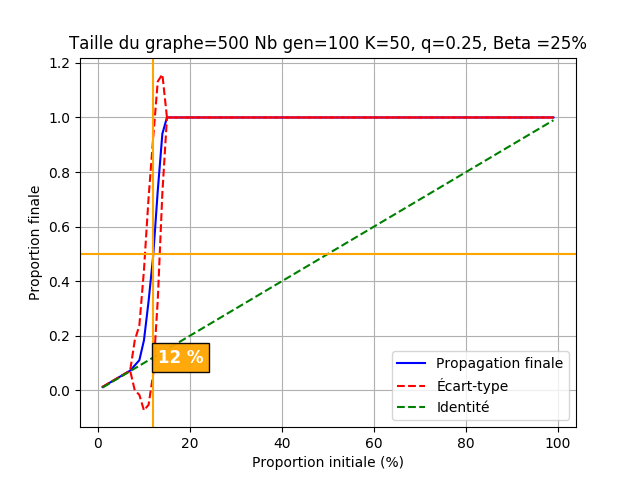 Taille du graphe=500 Nb gen=100 K=50, q=0.25, Beta =25%
Proportion finale
1.2
1.0
0.8
0.6
0.4
0.2
0.0
12 %
Propagation finale
Écart-type
Identité
0
20
40
60
80
100
Proportion initiale (%)